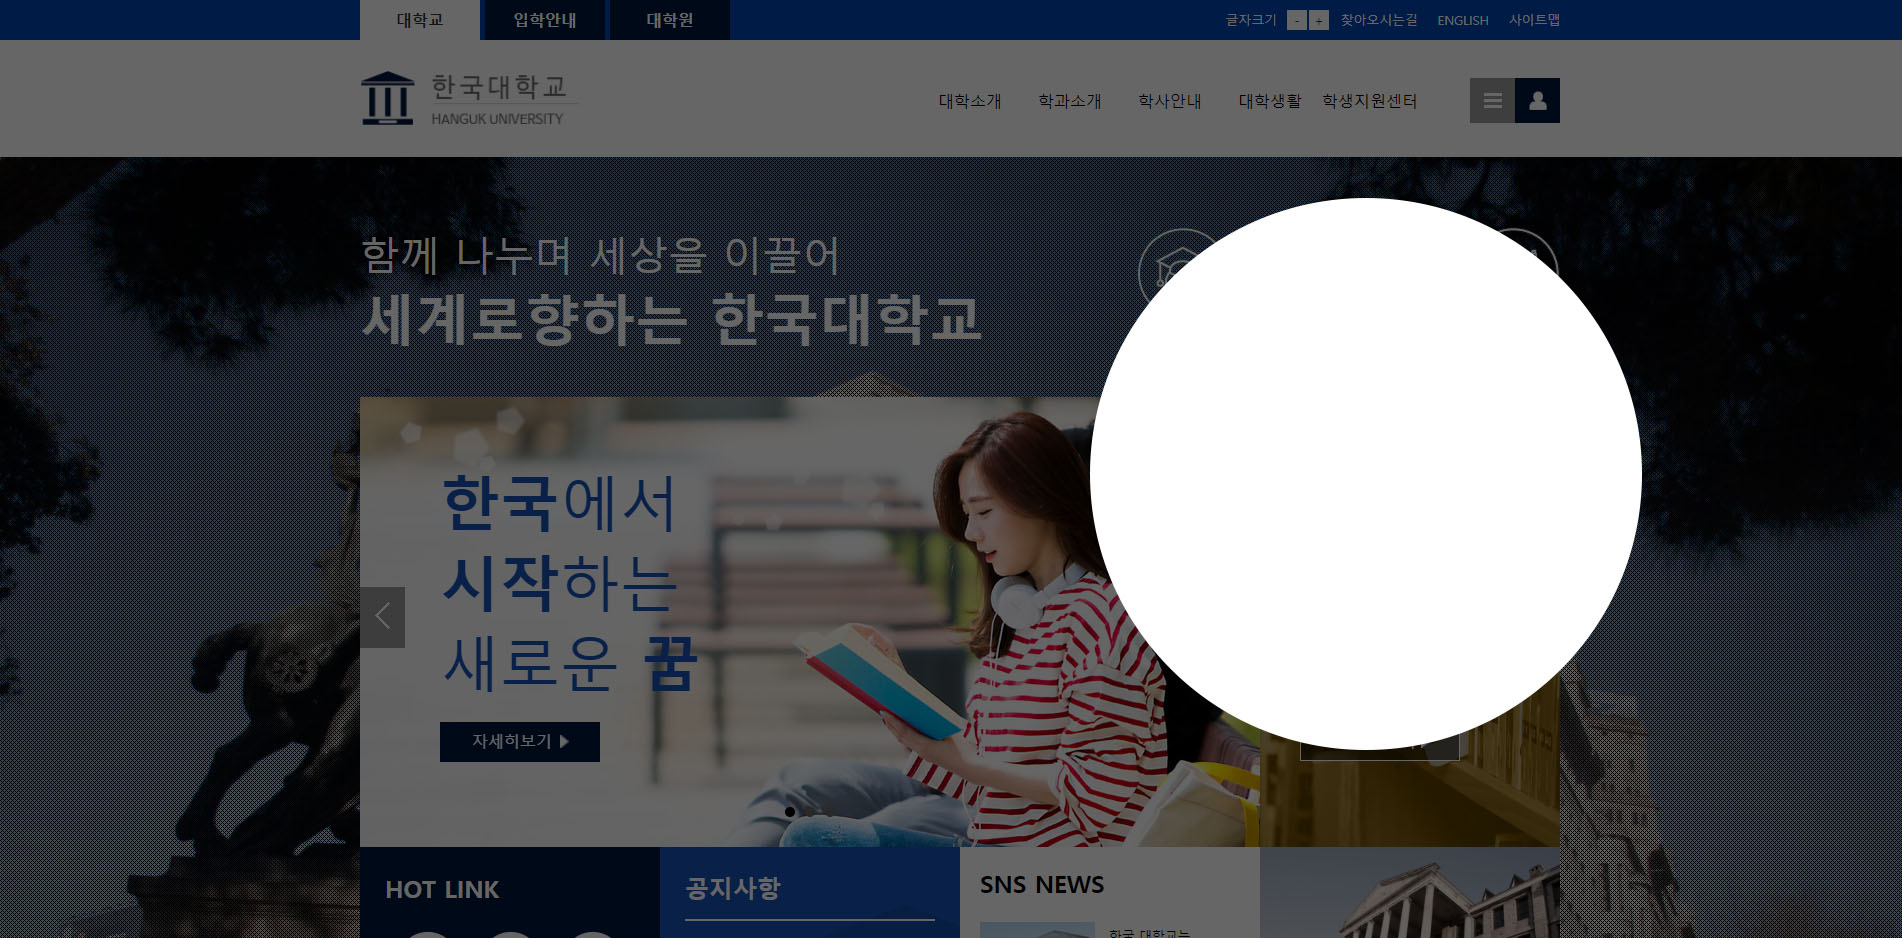 대학교 입학안내 대학원 글자크기 - + 찾아오시는길 ENGLISH 사이트맵
한국대학교
HANGUK UNIVERSITY
대학소개 학과소개 학사안내 대학생활 학생지원센터
함께 나누며 세상을 이끌어
세계로향하는 한국대학교
한국에서
시작하는
새로운 꿈
자세히보기
HOT LINK
공지사항
SNS NEWS
한국 대학교는